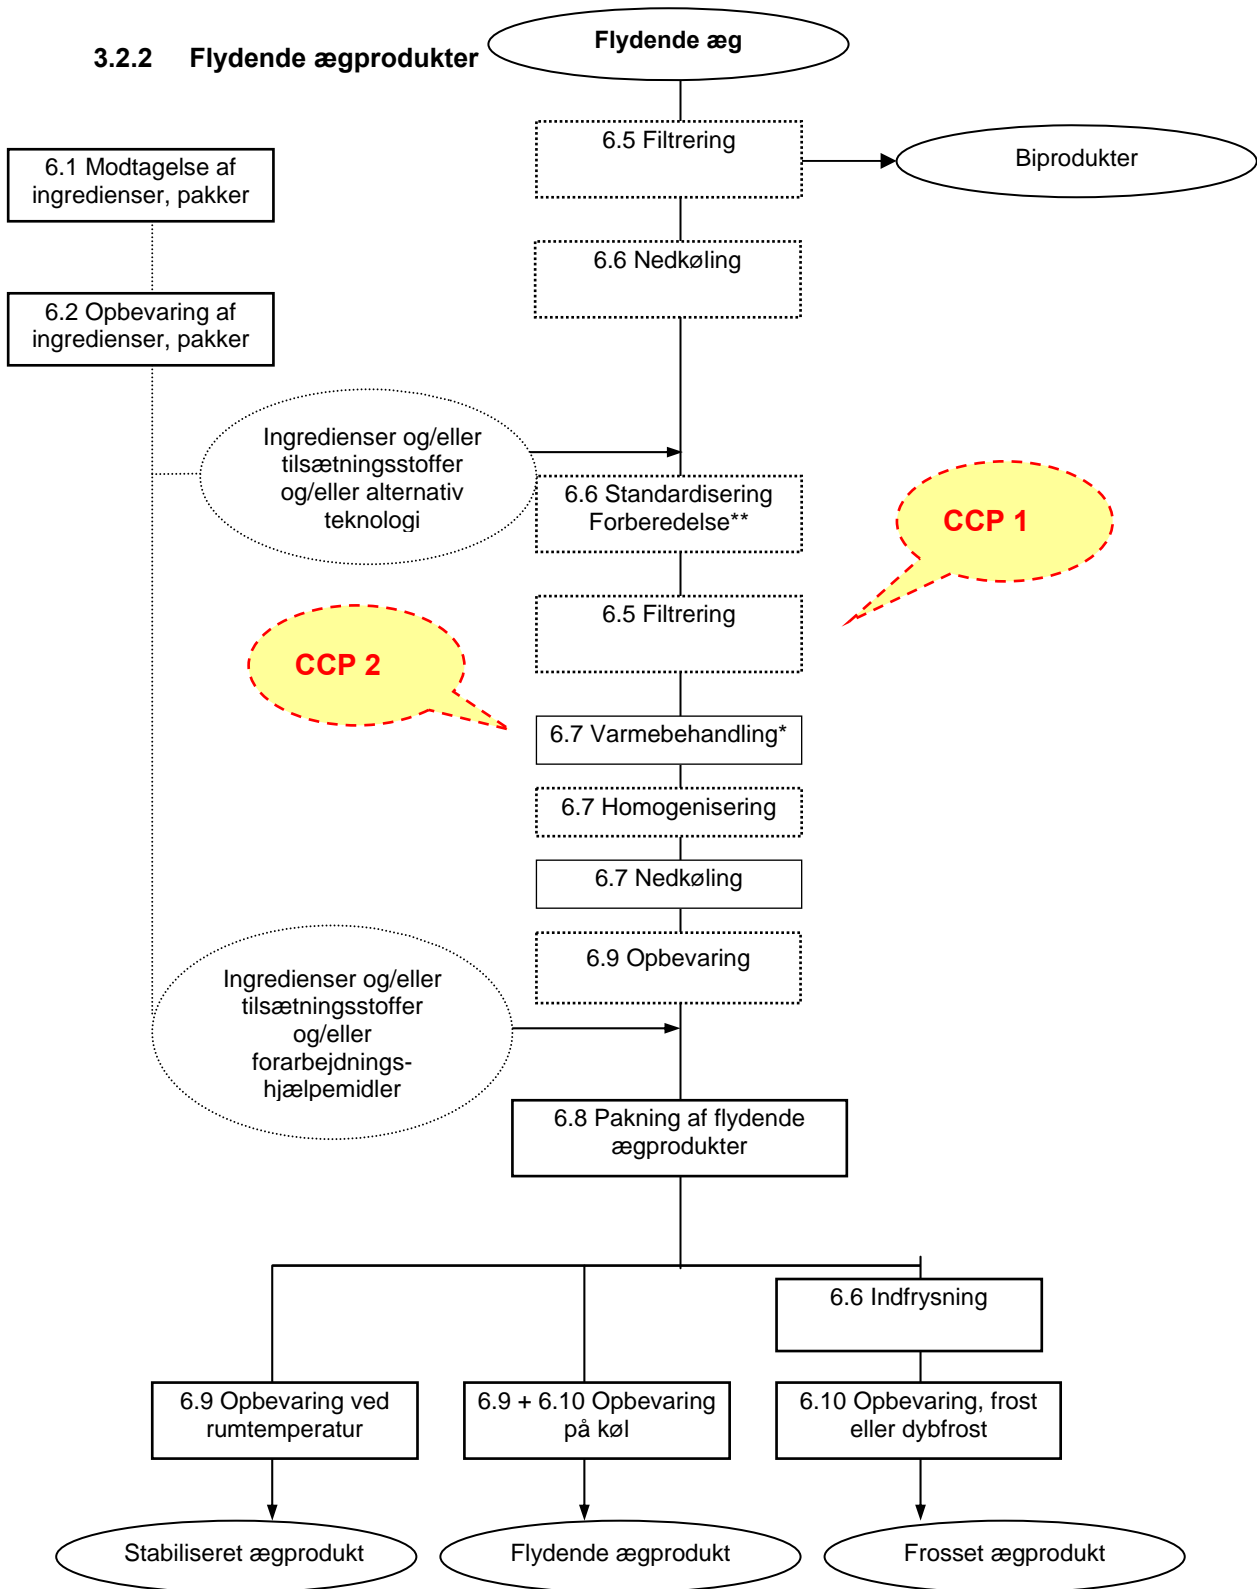 3.2.2 Flydende ægprodukter
Flydende æg
6.5 Filtrering
Biprodukter
6.1 Modtagelse af
ingredienser, pakker
6.6 Nedkøling
6.2 Opbevaring af
ingredienser, pakker
Ingredienser og/eller
tilsætningsstoffer
og/eller alternativ
teknologi
6.6 Standardisering
Forberedelse**
CCP 1
6.5 Filtrering
CCP 2
6.7 Varmebehandling*
6.7 Homogenisering
6.7 Nedkøling
6.9 Opbevaring
Ingredienser og/eller
tilsætningsstoffer
og/eller
forarbejdnings-
hjælpemidler
6.8 Pakning af flydende
ægprodukter
6.6 Indfrysning
6.9 Opbevaring ved
rumtemperatur
6.9 + 6.10 Opbevaring
på køl
6.10 Opbevaring, frost
eller dybfrost
Stabiliseret ægprodukt
Flydende ægprodukt
Frosset ægprodukt